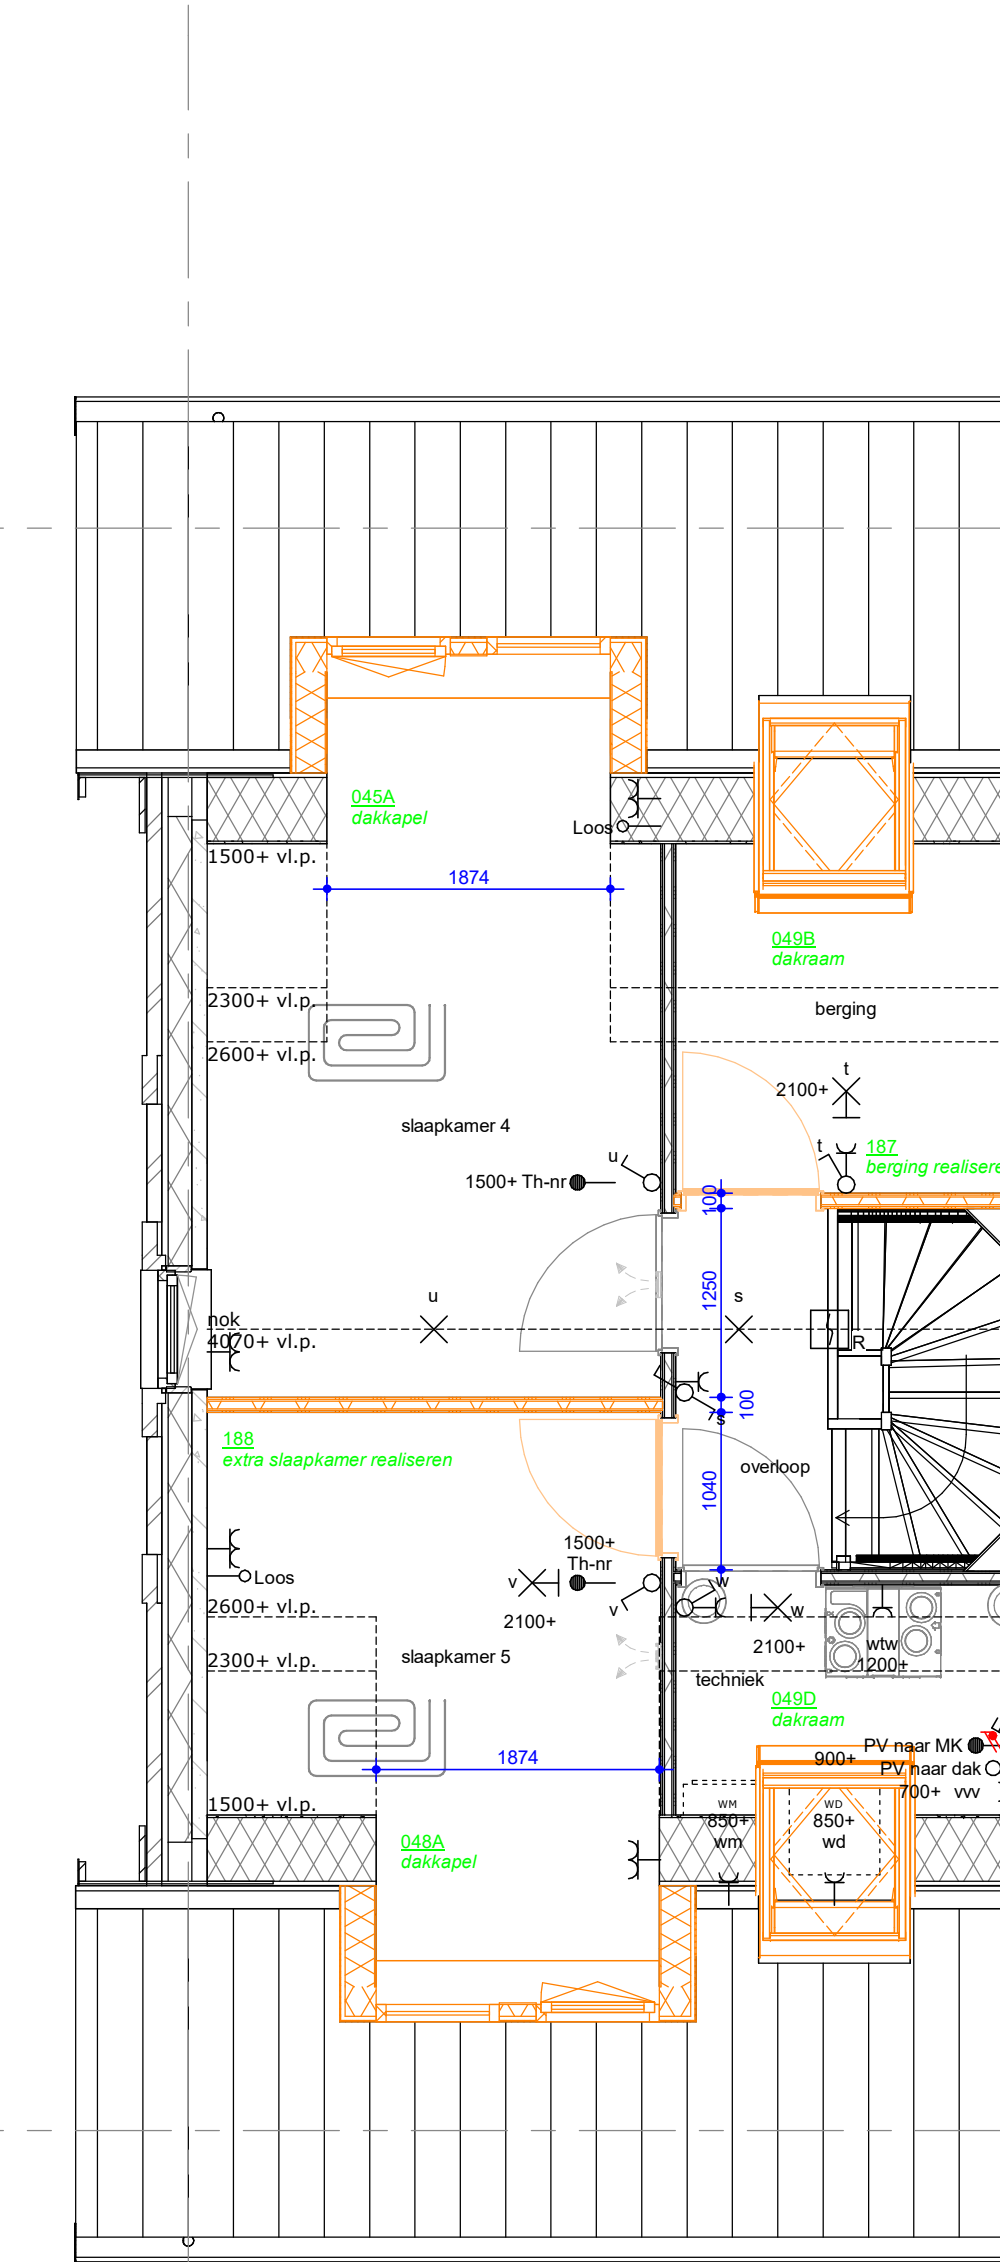 045A
dakkapel
Loos
1500+ vl.p.
1874
049B
dakraam
2300+ vl.p.
berging
2600+ vl.p.
t
2100+
slaapkamer 4
t
187
u
berging realisere
1500+ Th-nr
100
1250
u
s
nok
4070+ vl.p.
R
100
s
188
extra slaapkamer realiseren
overloop
1040
1500+
Th-nr
Loos
v
w
2600+ vl.p.
v
w
2100+
2100+
wtw
1200+
slaapkamer 5
2300+ vl.p.
techniek
049D
dakraam
PV naar MK
1874
900+
PV naar dak
700+ vvv
1500+ vl.p.
WM
WD
850+
850+
wm
wd
048A
dakkapel